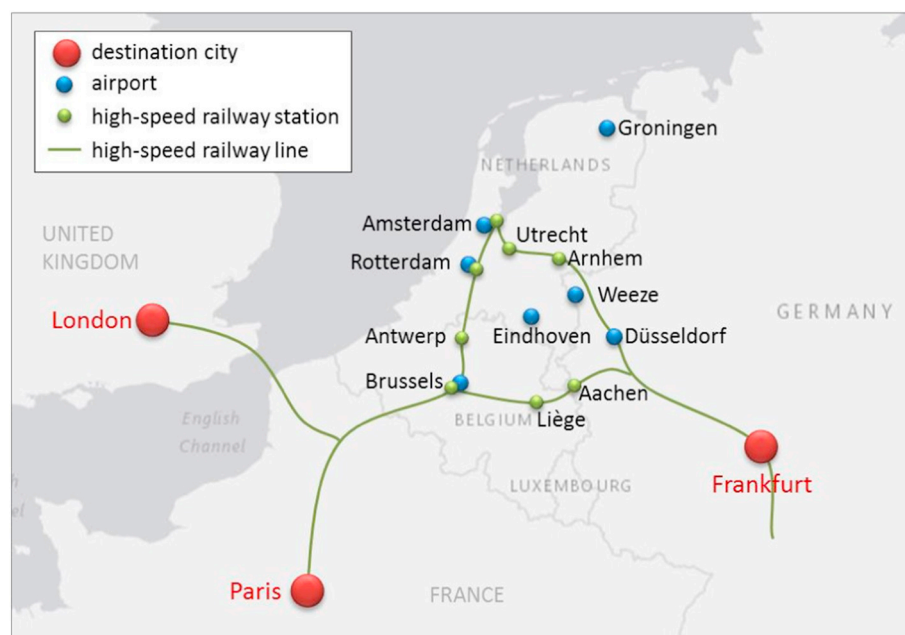 destination city
airport
high-speed railway station
high-speed railway line
Groningen
NETHERLANDS
Amsterdam
Utrecht
UNITED
KINGDOM
Rotterdam
Arnhem
Weeze
London
GERMANY
Antwerp
Eindhoven
Düsseldorf
Brussels
Aachen
English
Channel
BELGIUM
Liège
LUXEMBOURG
Frankfurt
Paris
FRANCE